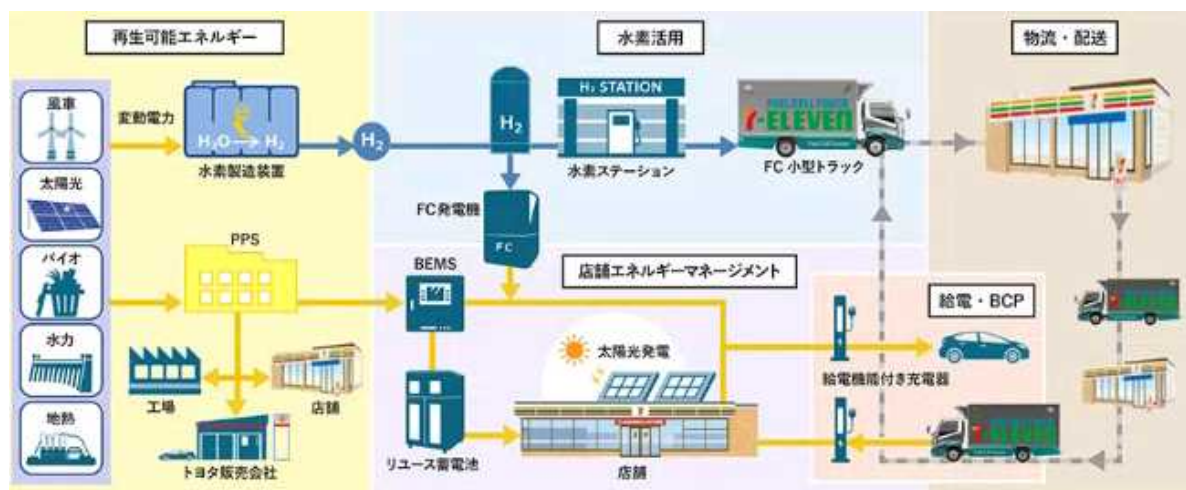 再生可能エネルギー
水素活用
物流・配送
風車
変動電力
H₂O → H₂
水素製造装置
H₂
H₂
H₂ STATION
水素ステーション
7-ELEVEN
FC 小型トラック
太陽光
バイオ
水力
地熱
PPS
工場
店舗
トヨタ販売会社
FC発電機
FC
BEMS
リユース蓄電池
店舗エネルギーマネージメント
太陽光発電
店舗
給電・BCP
給電機能付き充電器